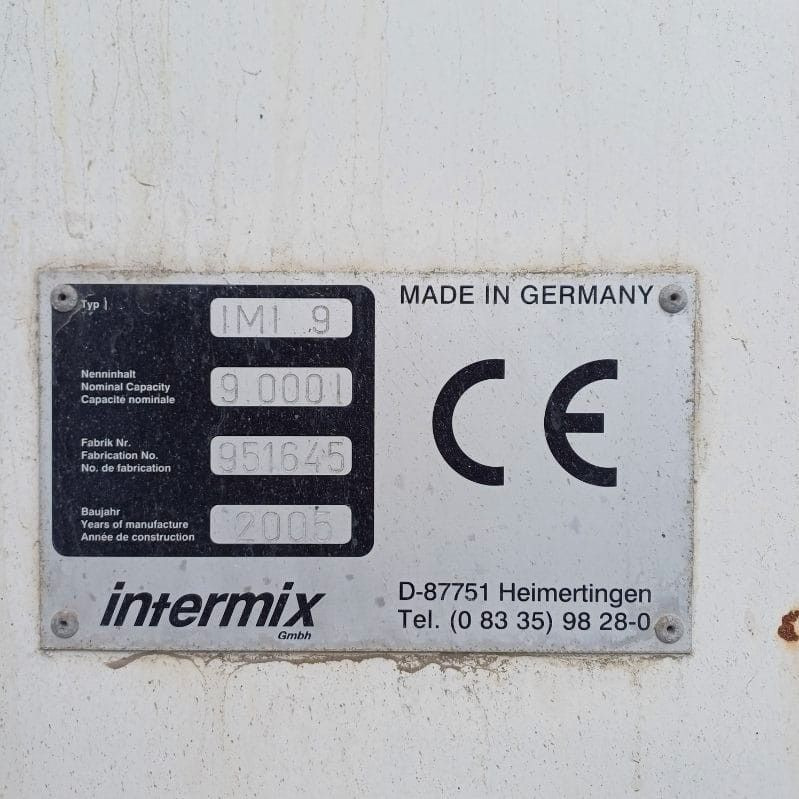 MADE IN GERMANY
Typ
IMI 9
Nenninhalt
Nominal Capacity
Capacité nominale
9.000l
Fabrik Nr.
Fabrication No.
No. de fabrication
951645
Baujahr
Years of manufacture
Année de construction
2005
CE
intermix
Gmbh
D-87751 Heimertingen
Tel. (0 83 35) 98 28-0